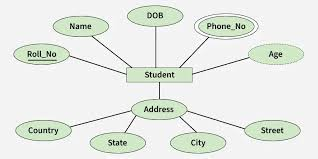 DOB
Name
Phone_No
Roll_No
Age
Student
Address
Country
Street
State
City